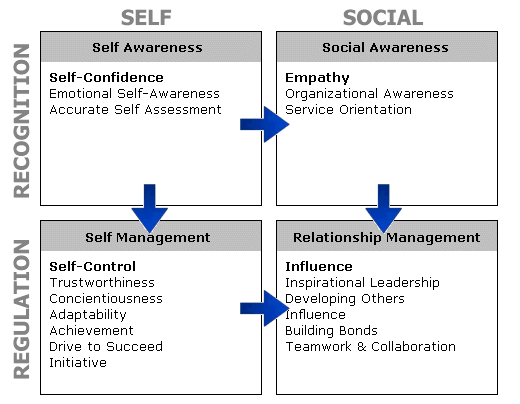 SELF
SOCIAL
RECOGNITION
Self Awareness
Self-Confidence
Emotional Self-Awareness
Accurate Self Assessment
Social Awareness
Empathy
Organizational Awareness
Service Orientation
REGULATION
Self Management
Self-Control
Trustworthiness
Concientiousness
Adaptability
Achievement
Drive to Succeed
Initiative
Relationship Management
Influence
Inspirational Leadership
Developing Others
Influence
Building Bonds
Teamwork & Collaboration